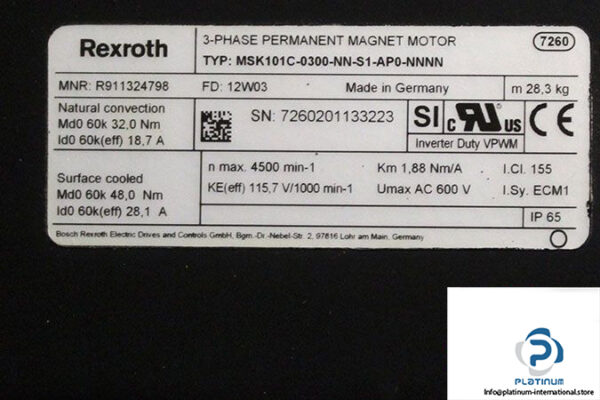 Rexroth
3-PHASE PERMANENT MAGNET MOTOR
7260
TYP: MSK101C-0300-NN-S1-AP0-NNNN
MNR: R911324798
FD: 12W03
Made in Germany
m 28,3 kg
Natural convection
Md0 60k 32,0 Nm
Id0 60k(eff) 18,7 A
SN: 7260201133223
SI
c RU US
Inverter Duty VPWM
CE
Surface cooled
Md0 60k 48,0 Nm
Id0 60k(eff) 28,1 A
n max. 4500 min-1
Km 1,88 Nm/A
I.Cl. 155
KE(eff) 115,7 V/1000 min-1
Umax AC 600 V
I.Sy. ECM1
IP 65
Bosch Rexroth Electric Drives and Controls GmbH, Bgm.-Dr.-Nebel-Str. 2, 97816 Lohr am Main, Germany
PLATINUM
Info@platinum-international.store